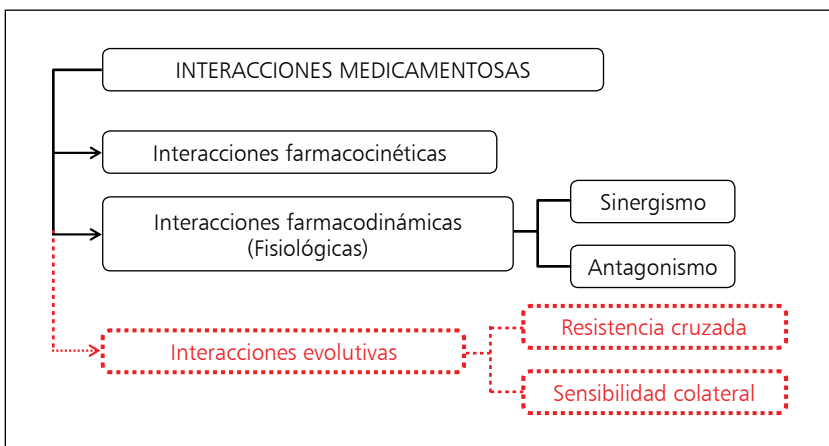 INTERACCIONES MEDICAMENTOSAS
Interacciones farmacocinéticas
Interacciones farmacodinámicas
(Fisiológicas)
Sinergismo
Antagonismo
Interacciones evolutivas
Resistencia cruzada
Sensibilidad colateral